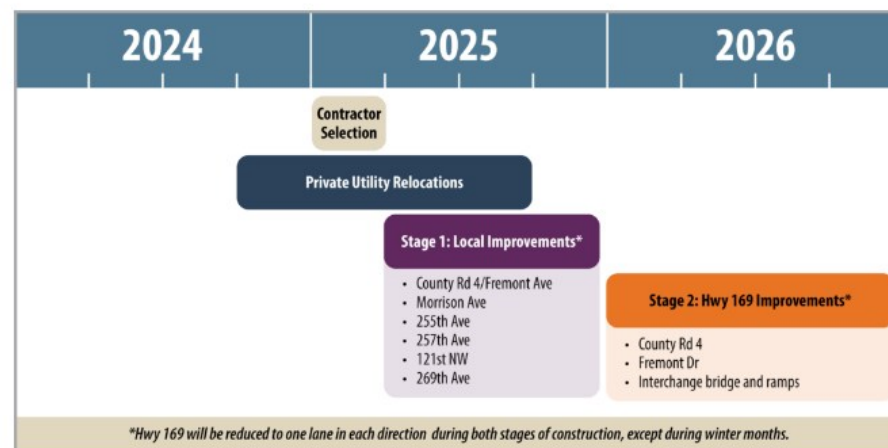 2024 2025 2026
Contractor
Selection
Private Utility Relocations
Stage 1: Local Improvements*
• County Rd 4/Fremont Ave
• Morrison Ave
• 255th Ave
• 257th Ave
• 121st NW
• 269th Ave
Stage 2: Hwy 169 Improvements*
• County Rd 4
• Fremont Dr
• Interchange bridge and ramps
*Hwy 169 will be reduced to one lane in each direction during both stages of construction, except during winter months.